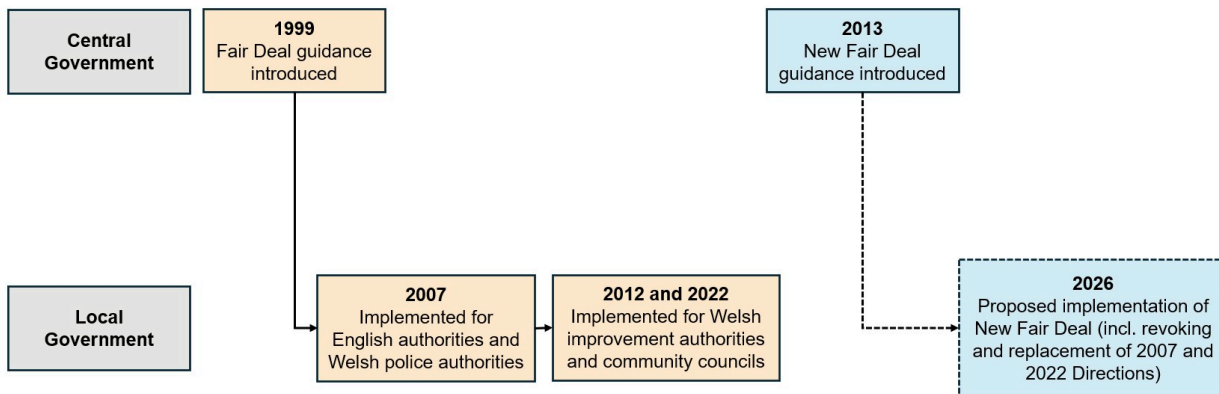 Central
Government
1999
Fair Deal guidance
introduced
2013
New Fair Deal
guidance introduced
Local
Government
2007
Implemented for
English authorities and
Welsh police authorities
2012 and 2022
Implemented for Welsh
improvement authorities
and community councils
2026
Proposed implementation of
New Fair Deal (incl. revoking
and replacement of 2007 and
2022 Directions)